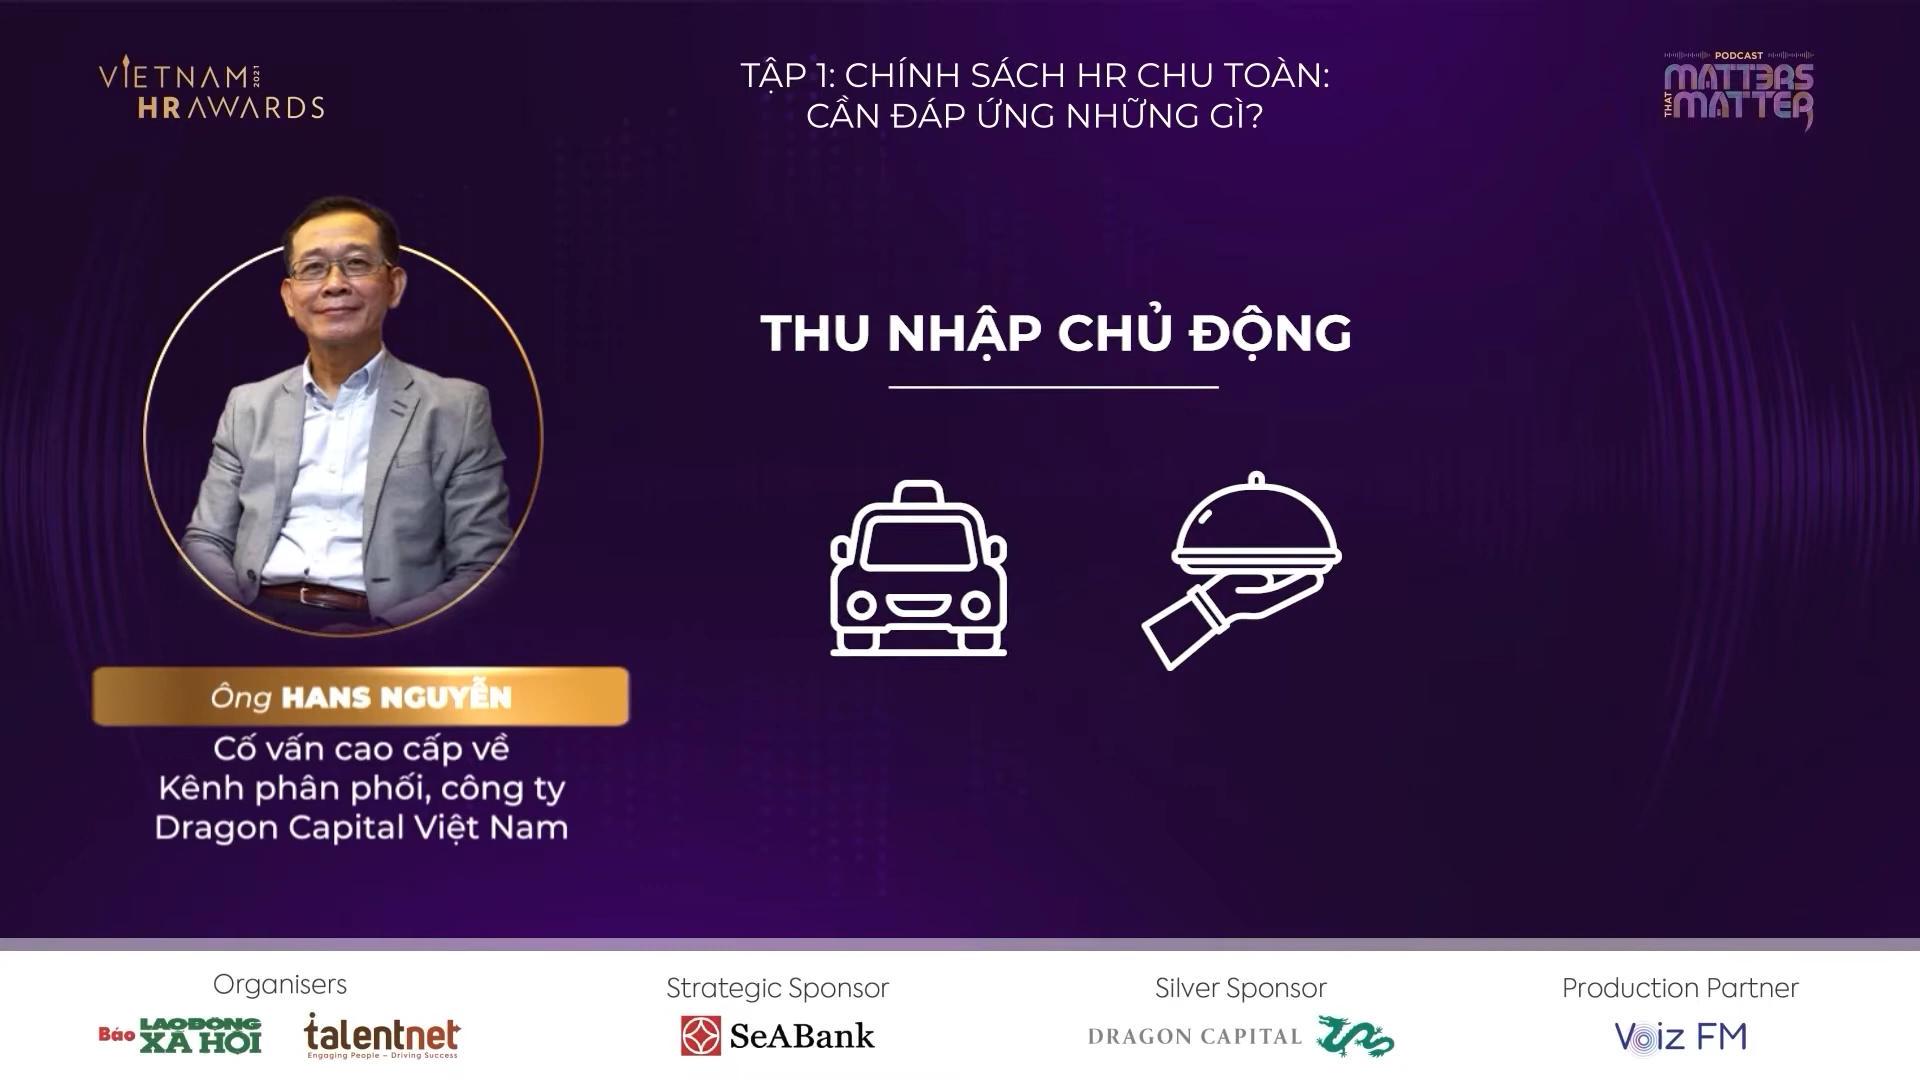 VIETNAM 2021
HR AWARDS
TẬP 1: CHÍNH SÁCH HR CHU TOÀN:
CẦN ĐÁP ỨNG NHỮNG GÌ?
PODCAST
MATTERS
THAT MATTER
THU NHẬP CHỦ ĐỘNG
Ông HANS NGUYỄN
Cố vấn cao cấp về
Kênh phân phối, công ty
Dragon Capital Việt Nam
Organisers
Báo LAO ĐỘNG
XÃ HỘI
talentnet
Engaging People – Driving Success
Strategic Sponsor
SeABank
Silver Sponsor
DRAGON CAPITAL
Production Partner
Voiz FM